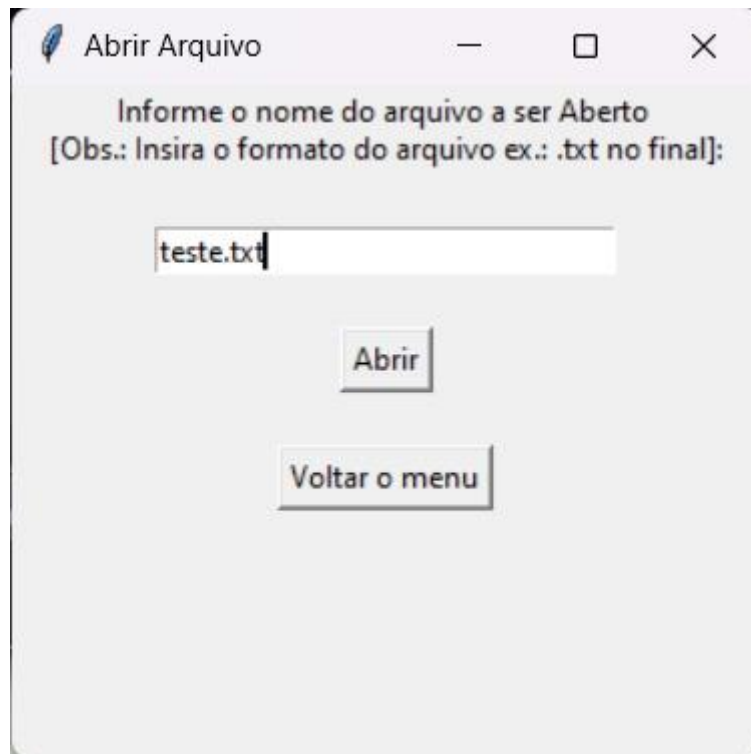 Abrir Arquivo
Informe o nome do arquivo a ser Aberto
[Obs.: Insira o formato do arquivo ex.: .txt no final]:
teste.txt
Abrir
Voltar o menu